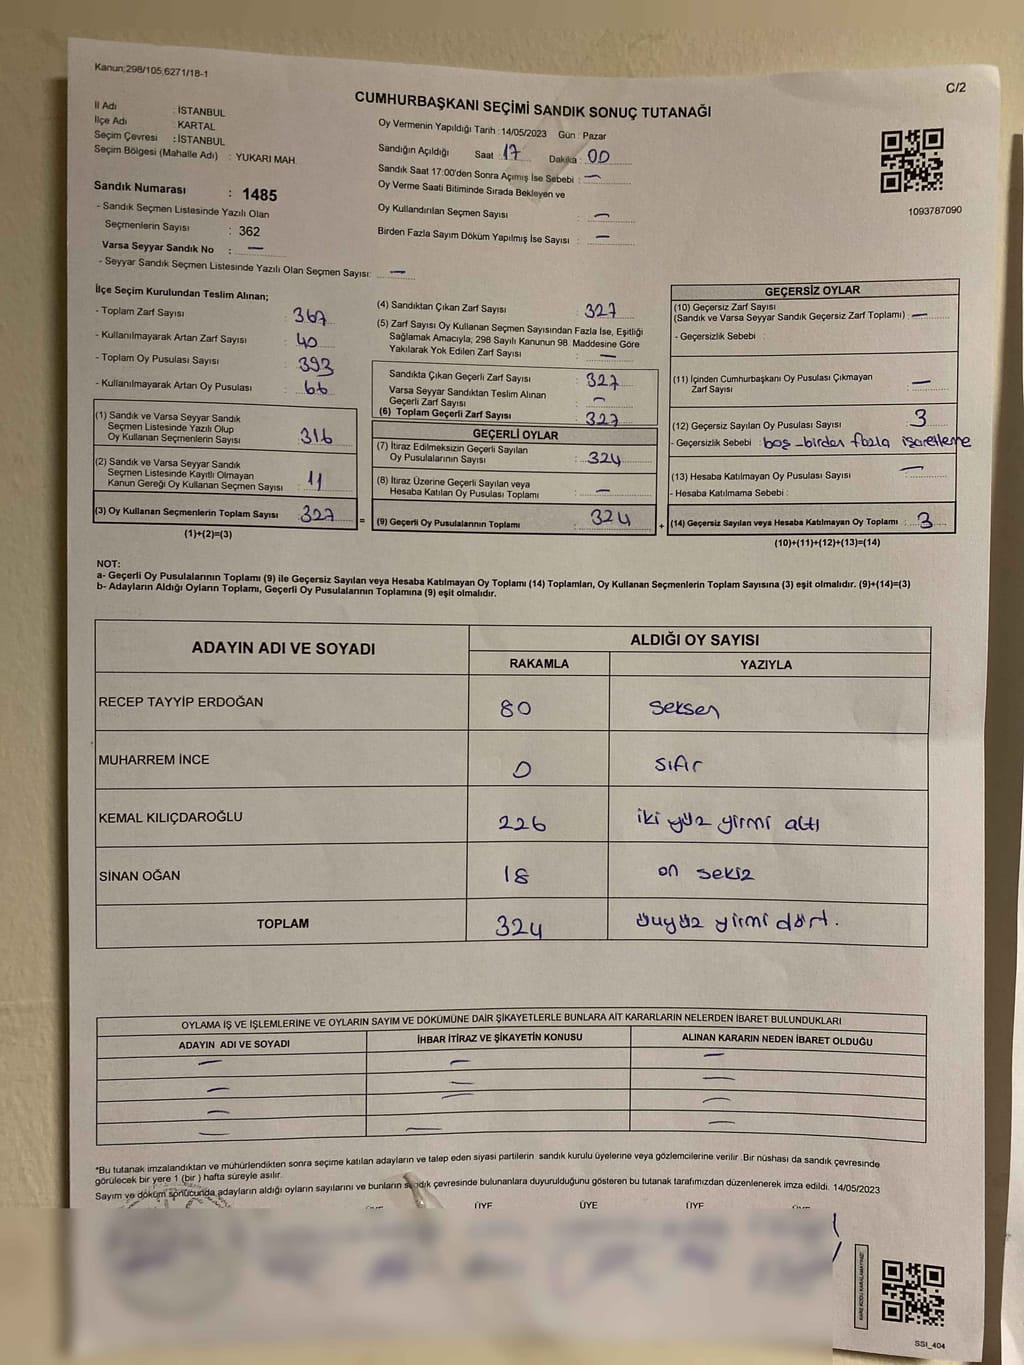 Kanun;298/105,6271/18-1
C/2
CUMHURBAŞKANI SEÇİMİ SANDIK SONUÇ TUTANAĞI
İl Adı : İSTANBUL
İlçe Adı : KARTAL
Seçim Çevresi : İSTANBUL
Seçim Bölgesi (Mahalle Adı) : YUKARI MAH.
Sandık Numarası : 1485
- Sandık Seçmen Listesinde Yazılı Olan
Seçmenlerin Sayısı : 362
Varsa Seyyar Sandık No : —
- Seyyar Sandık Seçmen Listesinde Yazılı Olan Seçmen Sayısı: —
Oy Vermenin Yapıldığı Tarih : 14/05/2023 Gün : Pazar
Sandığın Açıldığı Saat : 17 Dakika : 00
Sandık Saat 17:00'den Sonra Açımış İse Sebebi : —
Oy Verme Saati Bitiminde Sırada Bekleyen ve
Oy Kullandırılan Seçmen Sayısı : —
Birden Fazla Sayım Döküm Yapılmış İse Sayısı : —
1093787090
İlçe Seçim Kurulundan Teslim Alınan;
- Toplam Zarf Sayısı : 367
- Kullanılmayarak Artan Zarf Sayısı : 40
- Toplam Oy Pusulası Sayısı : 393
- Kullanılmayarak Artan Oy Pusulası : 66
(1) Sandık ve Varsa Seyyar Sandık
Seçmen Listesinde Yazılı Olup
Oy Kullanan Seçmenlerin Sayısı : 316
(2) Sandık ve Varsa Seyyar Sandık
Seçmen Listesinde Kayıtlı Olmayan
Kanun Gereği Oy Kullanan Seçmen Sayısı : 11
(3) Oy Kullanan Seçmenlerin Toplam Sayısı : 327
(1)+(2)=(3)
=
(4) Sandıktan Çıkan Zarf Sayısı : 327
(5) Zarf Sayısı Oy Kullanan Seçmen Sayısından Fazla İse, Eşitliği
Sağlamak Amacıyla; 298 Sayılı Kanunun 98. Maddesine Göre
Yakılarak Yok Edilen Zarf Sayısı : —
Sandıkta Çıkan Geçerli Zarf Sayısı : 327
Varsa Seyyar Sandıktan Teslim Alınan
Geçerli Zarf Sayısı : —
(6) Toplam Geçerli Zarf Sayısı : 327
GEÇERLİ OYLAR
(7) İtiraz Edilmeksizin Geçerli Sayılan
Oy Pusulalarının Sayısı : 324
(8) İtiraz Üzerine Geçerli Sayılan veya
Hesaba Katılan Oy Pusulası Toplamı : —
(9) Geçerli Oy Pusulalarının Toplamı : 324
+
GEÇERSİZ OYLAR
(10) Geçersiz Zarf Sayısı
(Sandık ve Varsa Seyyar Sandık Geçersiz Zarf Toplamı) : —
- Geçersizlik Sebebi :
(11) İçinden Cumhurbaşkanı Oy Pusulası Çıkmayan
Zarf Sayısı : —
(12) Geçersiz Sayılan Oy Pusulası Sayısı : 3
- Geçersizlik Sebebi : boş - birden fazla işaretleme
(13) Hesaba Katılmayan Oy Pusulası Sayısı : —
- Hesaba Katılmama Sebebi :
(14) Geçersiz Sayılan veya Hesaba Katılmayan Oy Toplamı : 3
(10)+(11)+(12)+(13)=(14)
NOT:
a- Geçerli Oy Pusulalarının Toplamı (9) ile Geçersiz Sayılan veya Hesaba Katılmayan Oy Toplamı (14) Toplamları, Oy Kullanan Seçmenlerin Toplam Sayısına (3) eşit olmalıdır. (9)+(14)=(3)
b- Adayların Aldığı Oyların Toplamı, Geçerli Oy Pusulalarının Toplamına (9) eşit olmalıdır.
ADAYIN ADI VE SOYADI
ALDIĞI OY SAYISI
RAKAMLA YAZIYLA
RECEP TAYYİP ERDOĞAN 80 seksen
MUHARREM İNCE 0 sıfır
KEMAL KILIÇDAROĞLU 226 iki yüz yirmi altı
SİNAN OĞAN 18 on sekiz
TOPLAM 324 üçyüz yirmi dört.
OYLAMA İŞ VE İŞLEMLERİNE VE OYLARIN SAYIM VE DÖKÜMÜNE DAİR ŞİKAYETLERLE BUNLARA AİT KARARLARIN NELERDEN İBARET BULUNDUKLARI
ADAYIN ADI VE SOYADI İHBAR İTİRAZ VE ŞİKAYETİN KONUSU ALINAN KARARIN NEDEN İBARET OLDUĞU
— — —
— — —
— — —
— — —
*Bu tutanak imzalandıktan ve mühürlendikten sonra seçime katılan adayların ve talep eden siyasi partilerin sandık kurulu üyelerine veya gözlemcilerine verilir. Bir nüshası da sandık çevresinde
görülecek bir yere 1 (bir ) hafta süreyle asılır.
Sayım ve döküm sonucunda adayların aldığı oyların sayılarını ve bunların sandık çevresinde bulunanlara duyurulduğunu gösteren bu tutanak tarafımızdan düzenlenerek imza edildi. 14/05/2023
ÜYE ÜYE ÜYE
KARE KODU KARALAMAYINIZ!
SSI_404